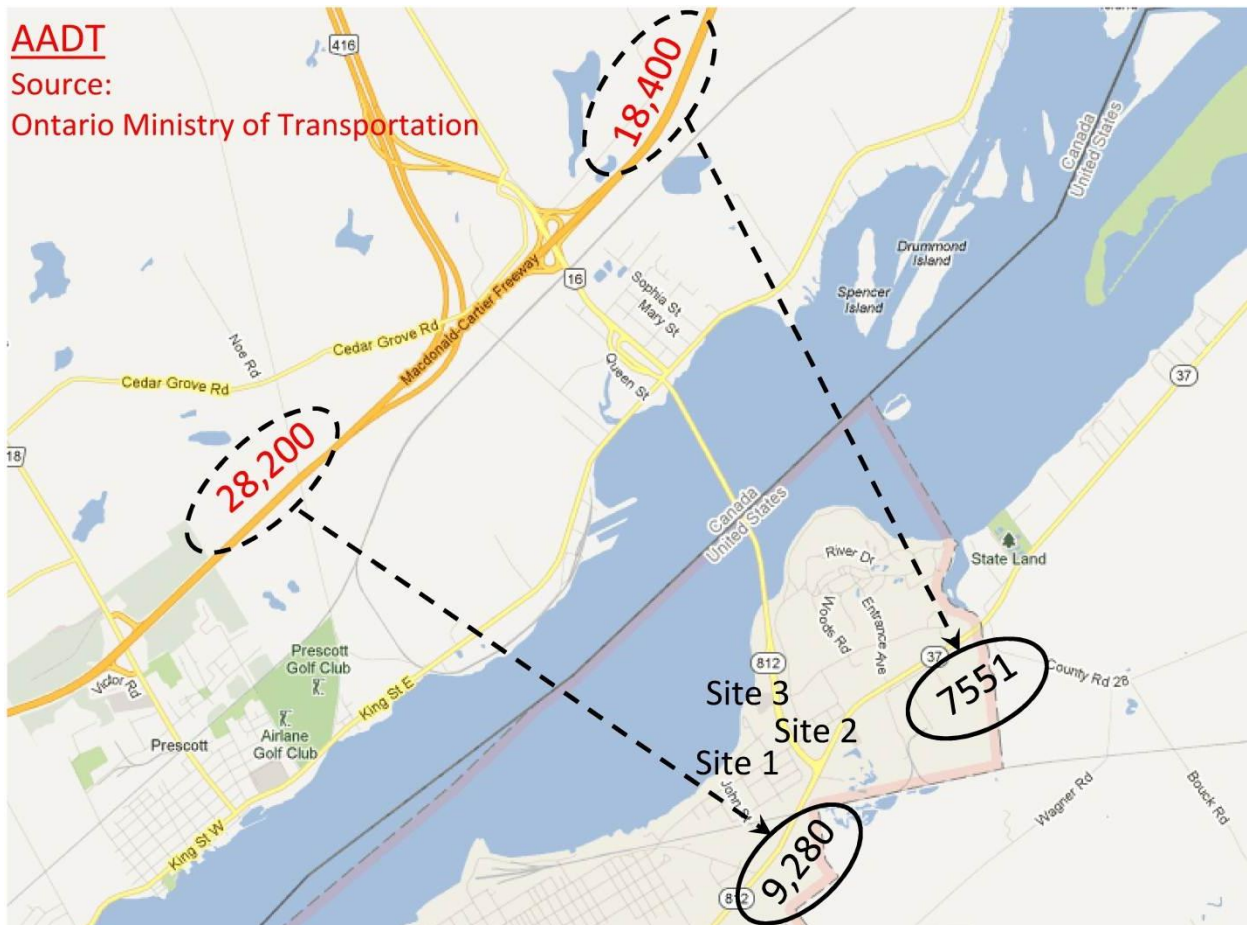 AADT
Source:
Ontario Ministry of Transportation
416
18,400
Island
Canada
United States
Drummond
Island
Spencer
Island
16
Sophia St
Mary St
Macdonald-Cartier Freeway
Noe Rd
Cedar Grove Rd
Cedar Grove Rd
Queen St
37
18
28,200
Canada
United States
State Land
River Dr
Woods Rd
Entrance Ave
Victor Rd
Prescott
Golf Club
King St E
812
37
County Rd 28
7551
Site 3
Prescott
Airlane
Golf Club
Site 2
Site 1
John St
Wagner Rd
Bouck Rd
King St W
9,280
812